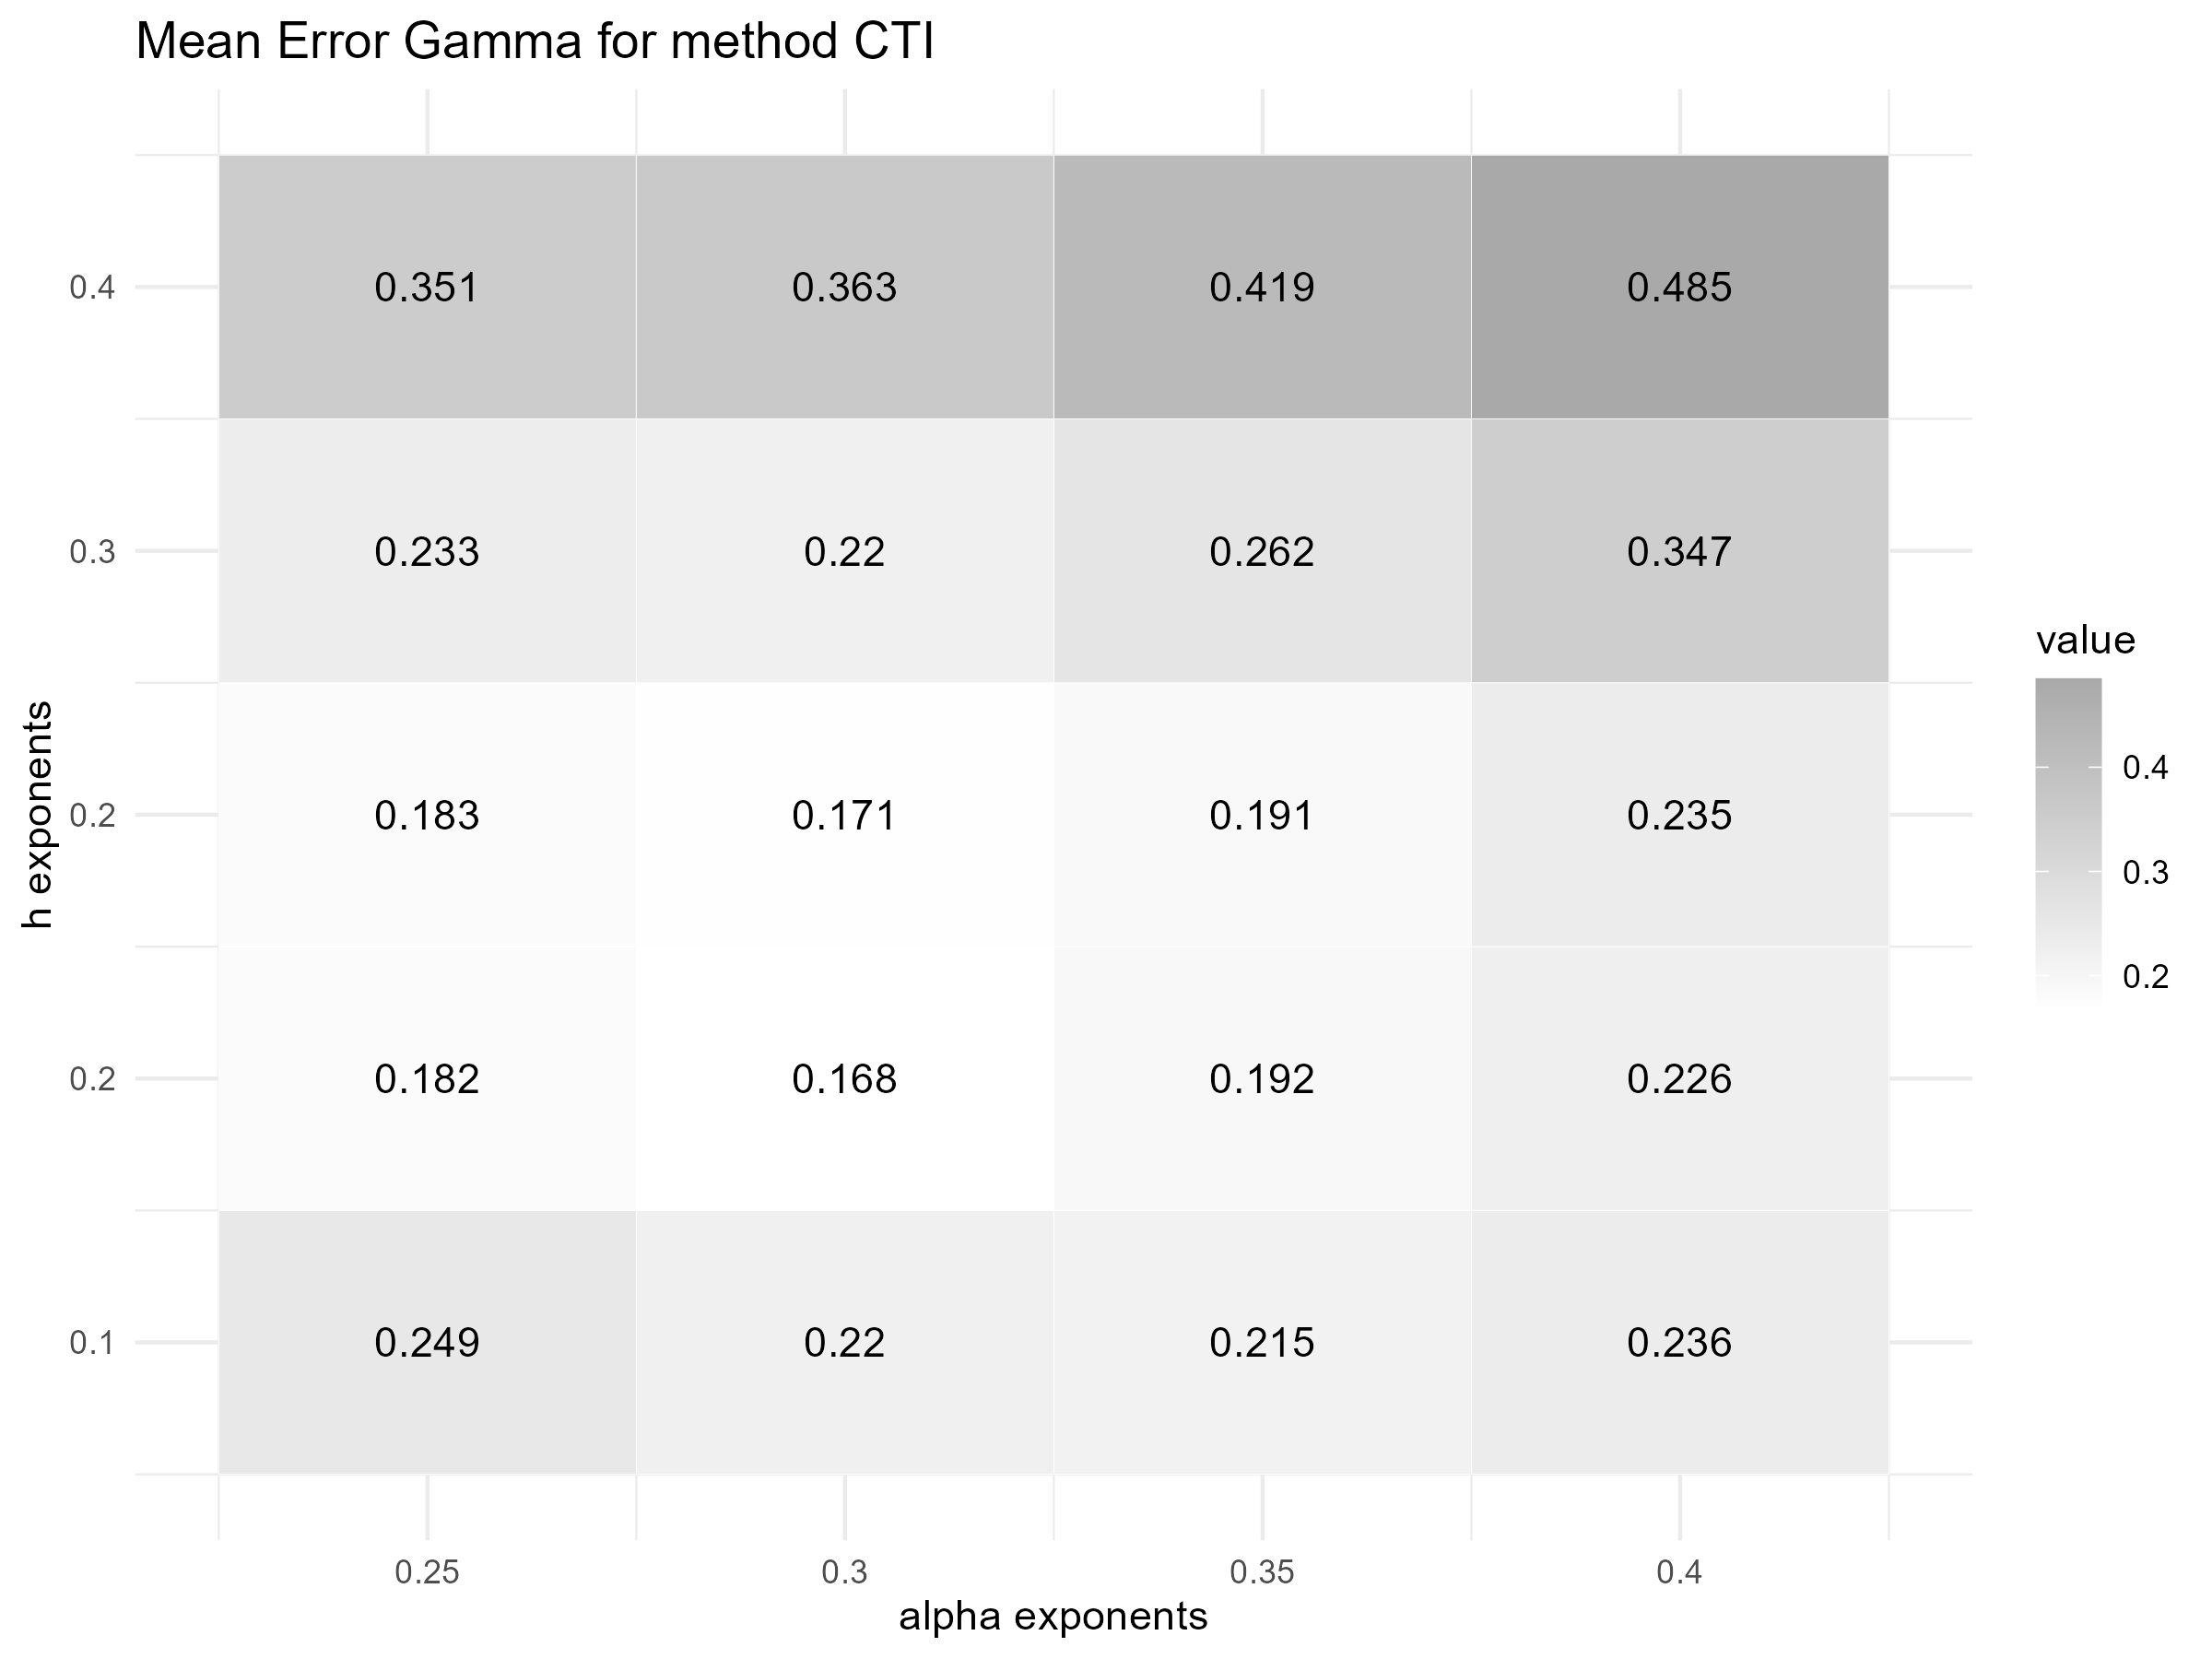 Mean Error Gamma for method CTI
h exponents
0.4 0.351 0.363 0.419 0.485
0.3 0.233 0.22 0.262 0.347
0.2 0.183 0.171 0.191 0.235
0.2 0.182 0.168 0.192 0.226
0.1 0.249 0.22 0.215 0.236
0.25 0.3 0.35 0.4
alpha exponents
value
0.4
0.3
0.2